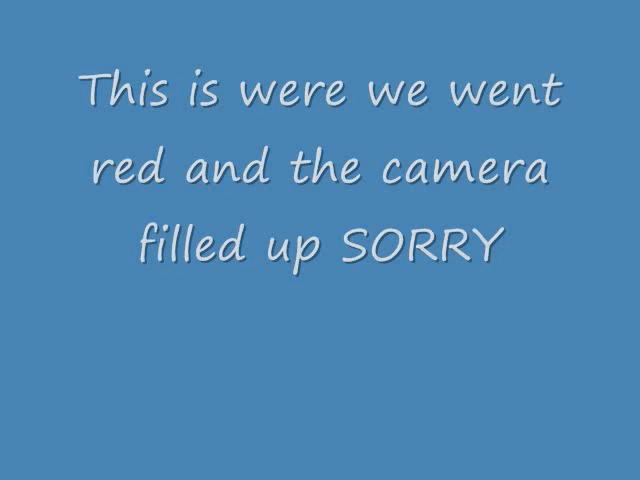 This is were we went
red and the camera
filled up SORRY